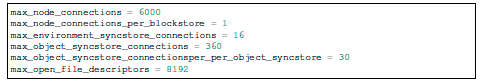 max_node_connections = 6000
max_node_connections_per_blockstore = 1
max_environment_syncstore_connections = 16
max_object_syncstore_connections = 360
max_object_syncstore_connectionsper_per_object_syncstore = 30
max_open_file_descriptors = 8192